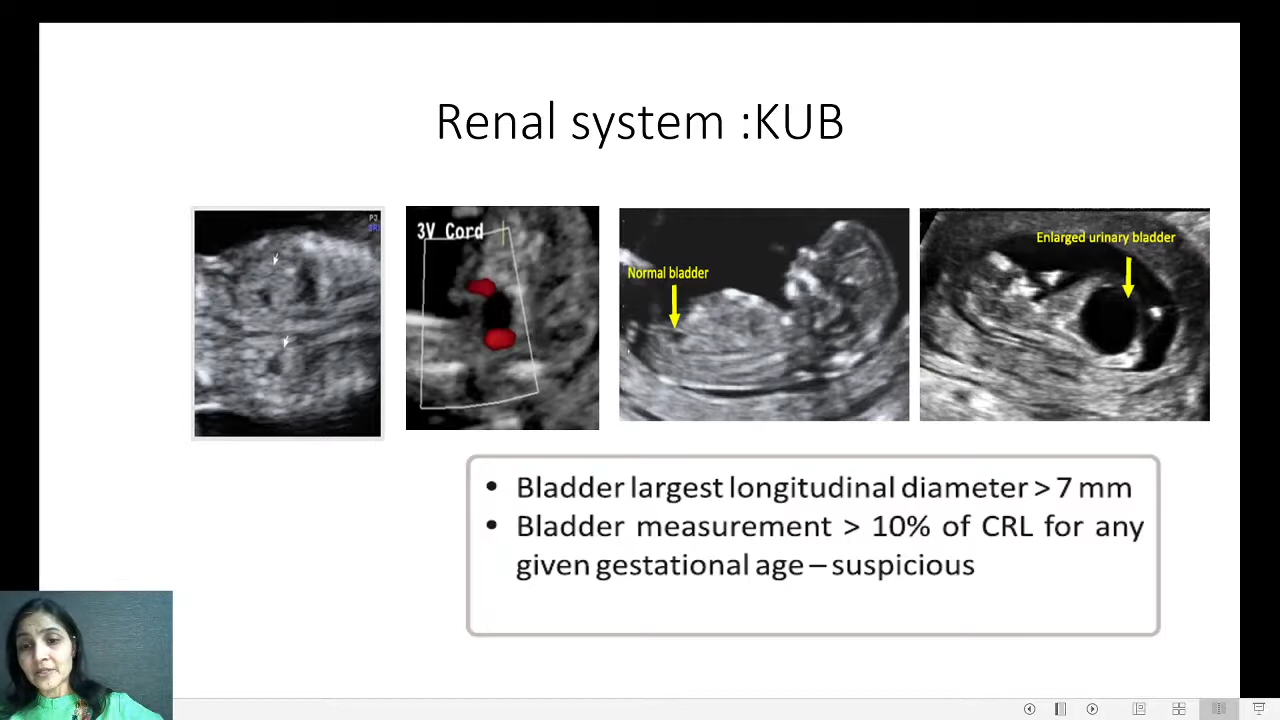 Renal system :KUB
3V Cord
Normal bladder
Enlarged urinary bladder
• Bladder largest longitudinal diameter > 7 mm
• Bladder measurement > 10% of CRL for any
given gestational age – suspicious